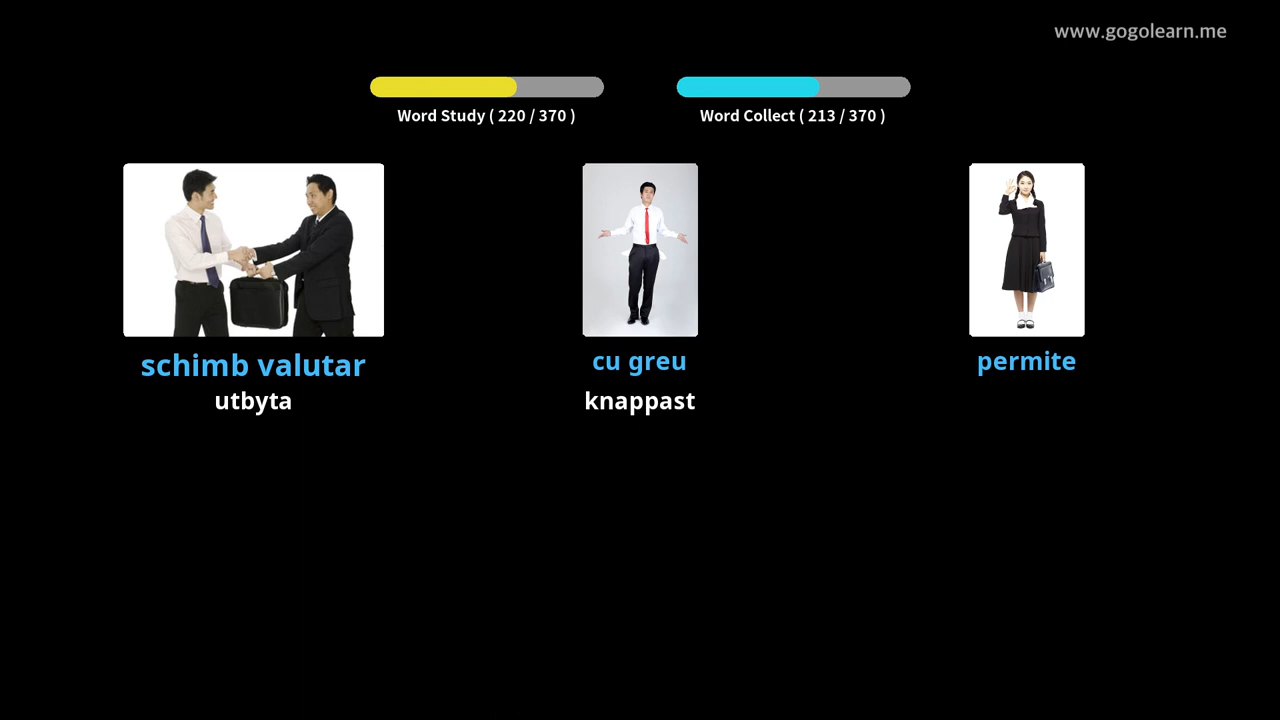 www.gogolearn.me
Word Study ( 220 / 370 )
Word Collect ( 213 / 370 )
schimb valutar
utbyta
cu greu
knappast
permite